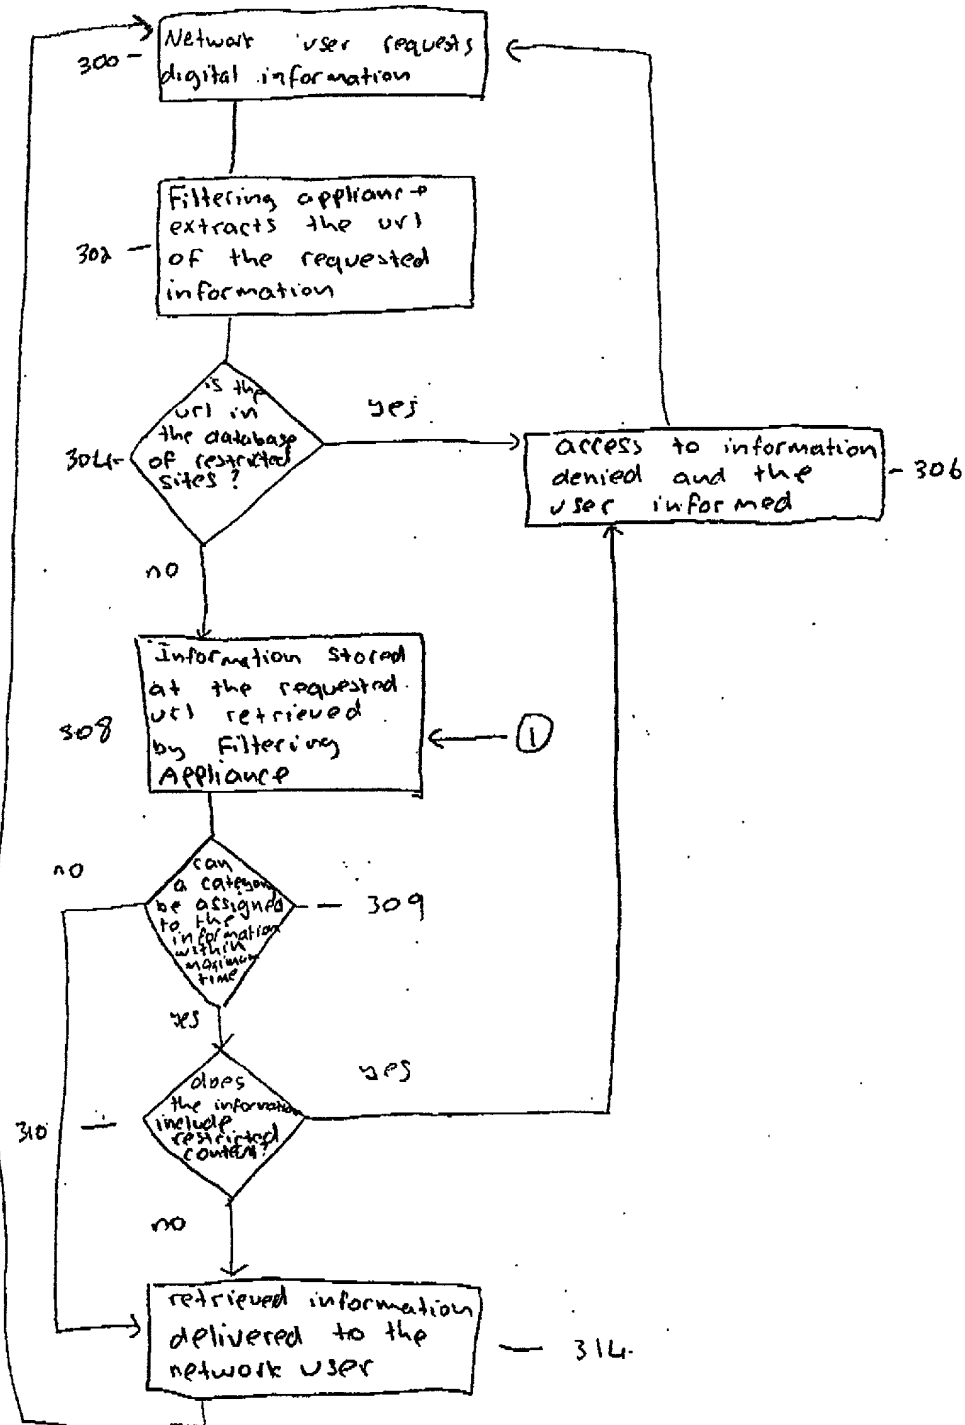 Network user requests
300 -
digital information
Filtering appliance
extracts the url
302 -
of the requested
information
is the
url in
the database
304 -
of restricted
sites?
yes
access to information
denied and the
user informed
- 306
no
Information stored
at the requested
url retrieved
308
by Filtering
Appliance
1
can
a category
be assigned
to the
information
within
maximum
time
no
- 309
yes
does
the information
include
restricted
content?
310 -
yes
no
retrieved information
delivered to the
network user
- 314